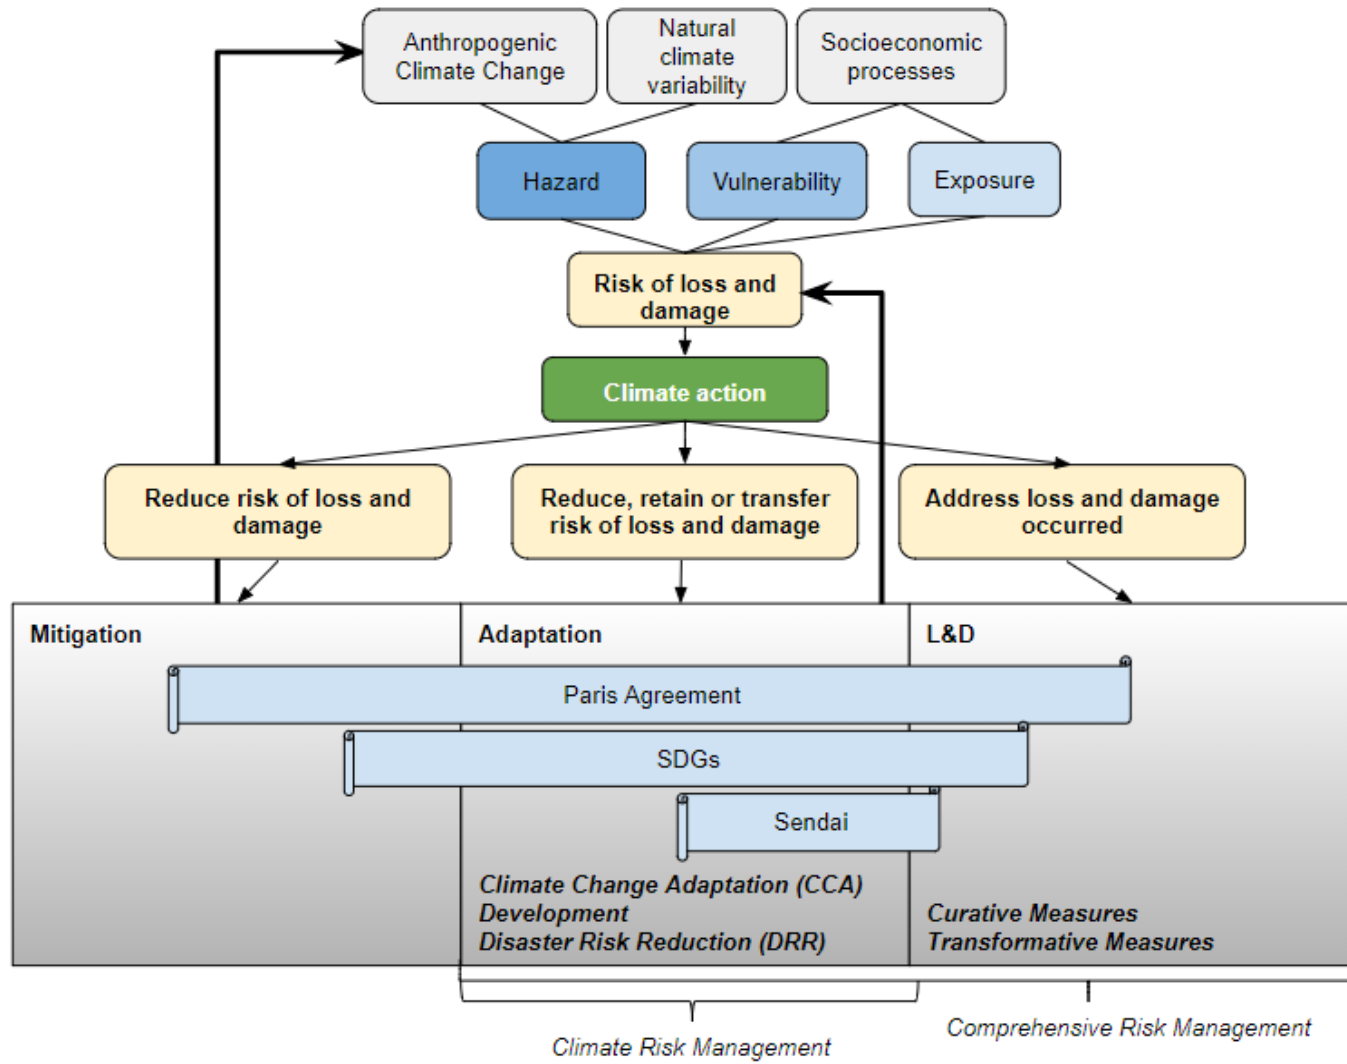 Anthropogenic
Climate Change
Natural
climate
variability
Socioeconomic
processes
Hazard
Vulnerability
Exposure
Risk of loss and
damage
Climate action
Reduce risk of loss and
damage
Reduce, retain or transfer
risk of loss and damage
Address loss and damage
occurred
Mitigation
Adaptation
L&D
Paris Agreement
SDGs
Sendai
Climate Change Adaptation (CCA)
Development
Disaster Risk Reduction (DRR)
Curative Measures
Transformative Measures
Climate Risk Management
Comprehensive Risk Management